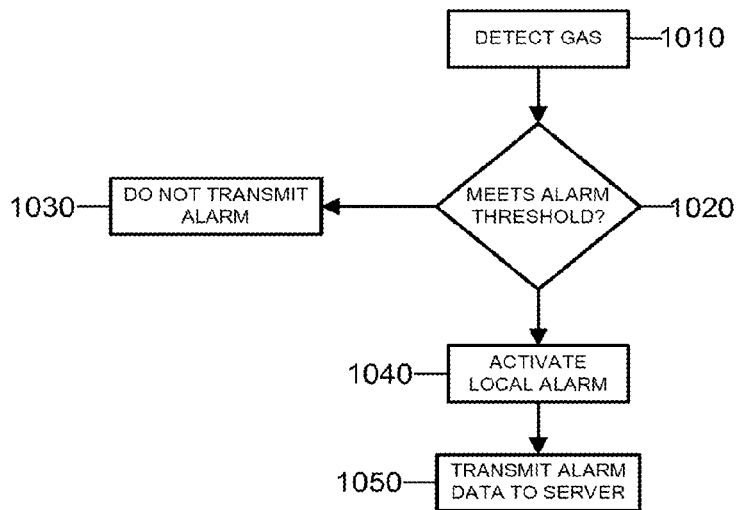 DETECT GAS
1010
MEETS ALARM
THRESHOLD?
1020
DO NOT TRANSMIT
ALARM
1030
ACTIVATE
LOCAL ALARM
1040
TRANSMIT ALARM
DATA TO SERVER
1050